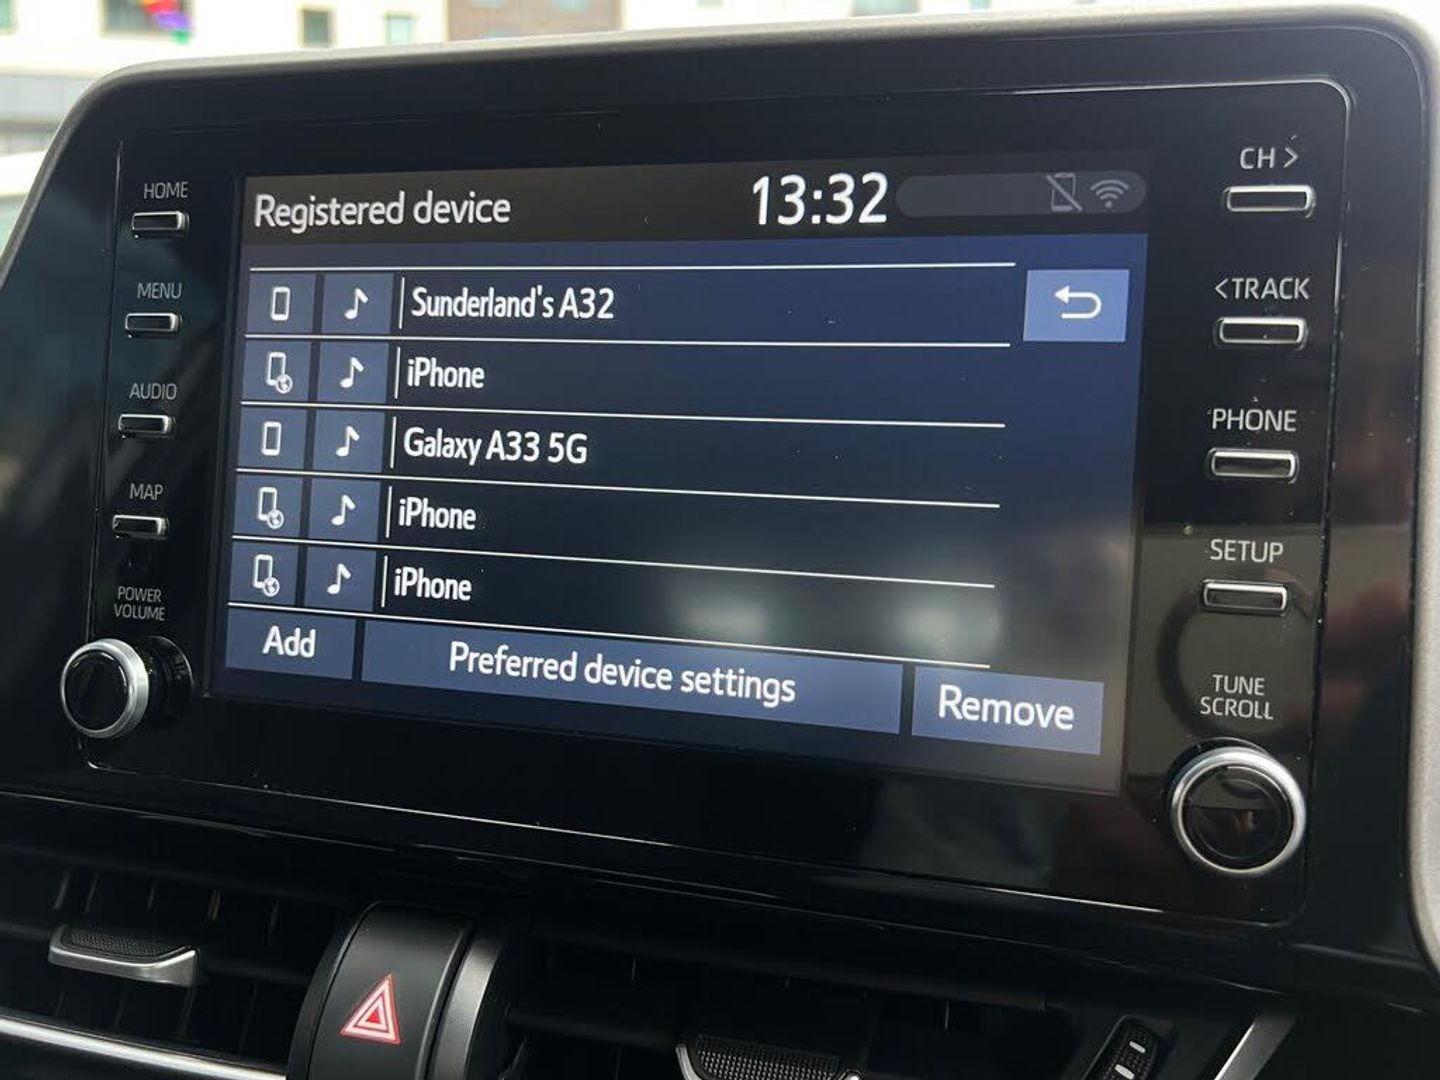 HOME
MENU
AUDIO
MAP
POWER
VOLUME
Registered device
13:32
Sunderland's A32
iPhone
Galaxy A33 5G
iPhone
iPhone
Add
Preferred device settings
Remove
CH >
<TRACK
PHONE
SETUP
TUNE
SCROLL